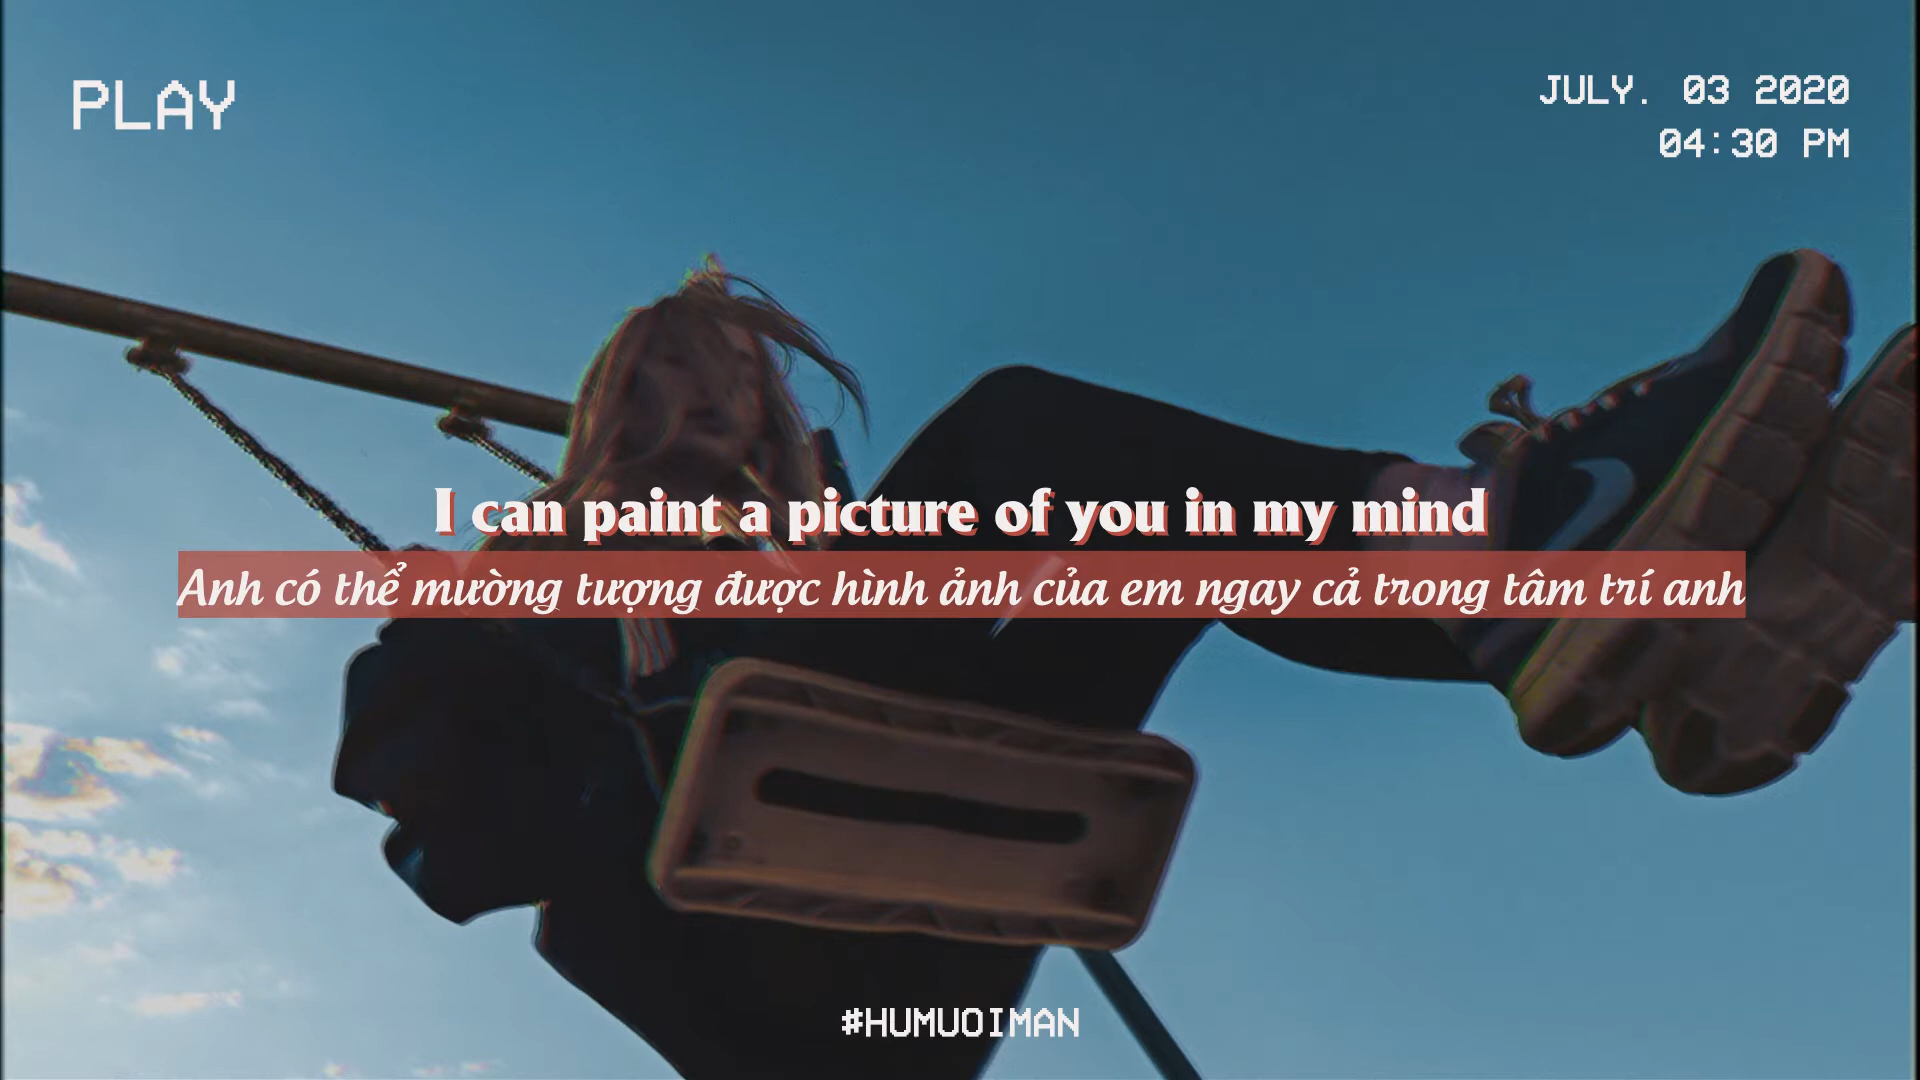 PLAY
JULY. 03 2020
04:30 PM
I can paint a picture of you in my mind
Anh có thể mường tượng được hình ảnh của em ngay cả trong tâm trí anh
#HUMUOIMAN